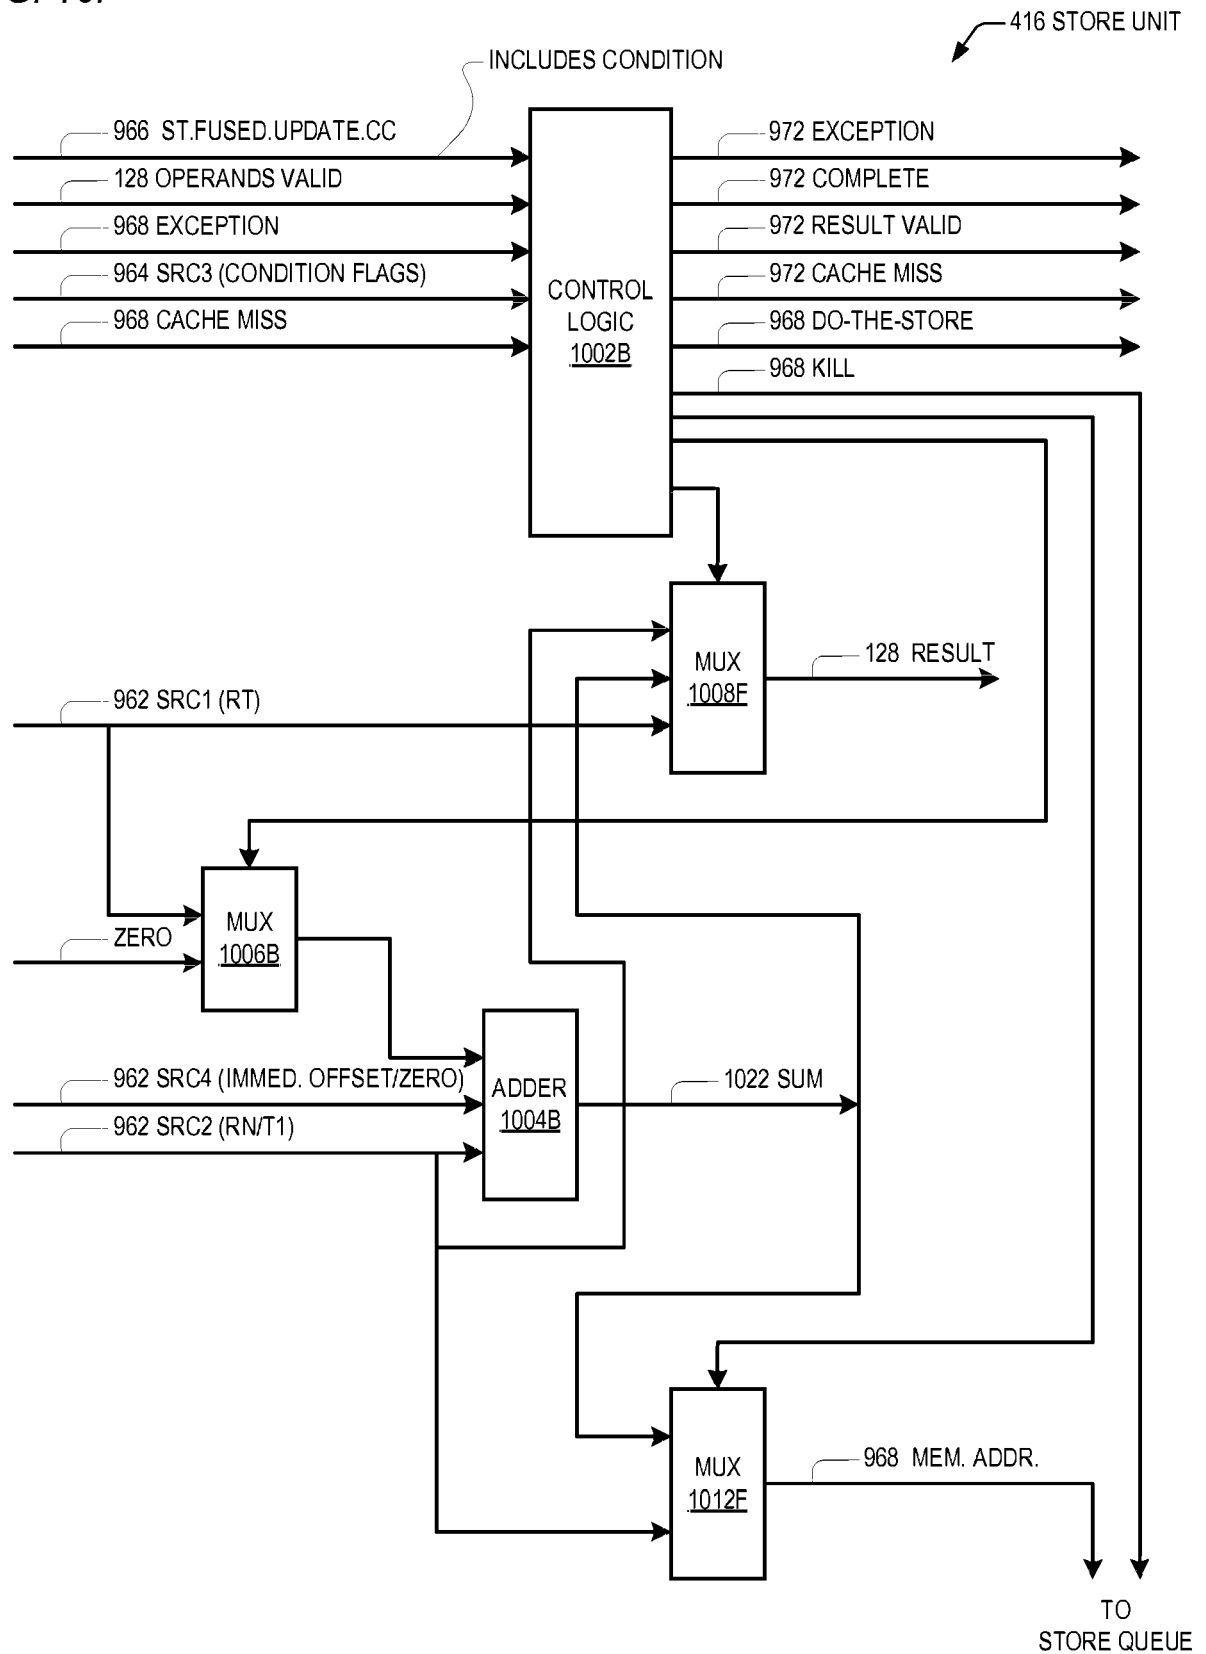 416 STORE UNIT
INCLUDES CONDITION
966 ST.FUSED.UPDATE.CC
972 EXCEPTION
128 OPERANDS VALID
972 COMPLETE
968 EXCEPTION
972 RESULT VALID
964 SRC3 (CONDITION FLAGS)
972 CACHE MISS
968 CACHE MISS
968 DO-THE-STORE
CONTROL
LOGIC
1002B
968 KILL
MUX
1008F
128 RESULT
962 SRC1 (RT)
MUX
1006B
ZERO
962 SRC4 (IMMED. OFFSET/ZERO)
962 SRC2 (RN/T1)
ADDER
1004B
1022 SUM
MUX
1012F
968 MEM. ADDR.
TO
STORE QUEUE